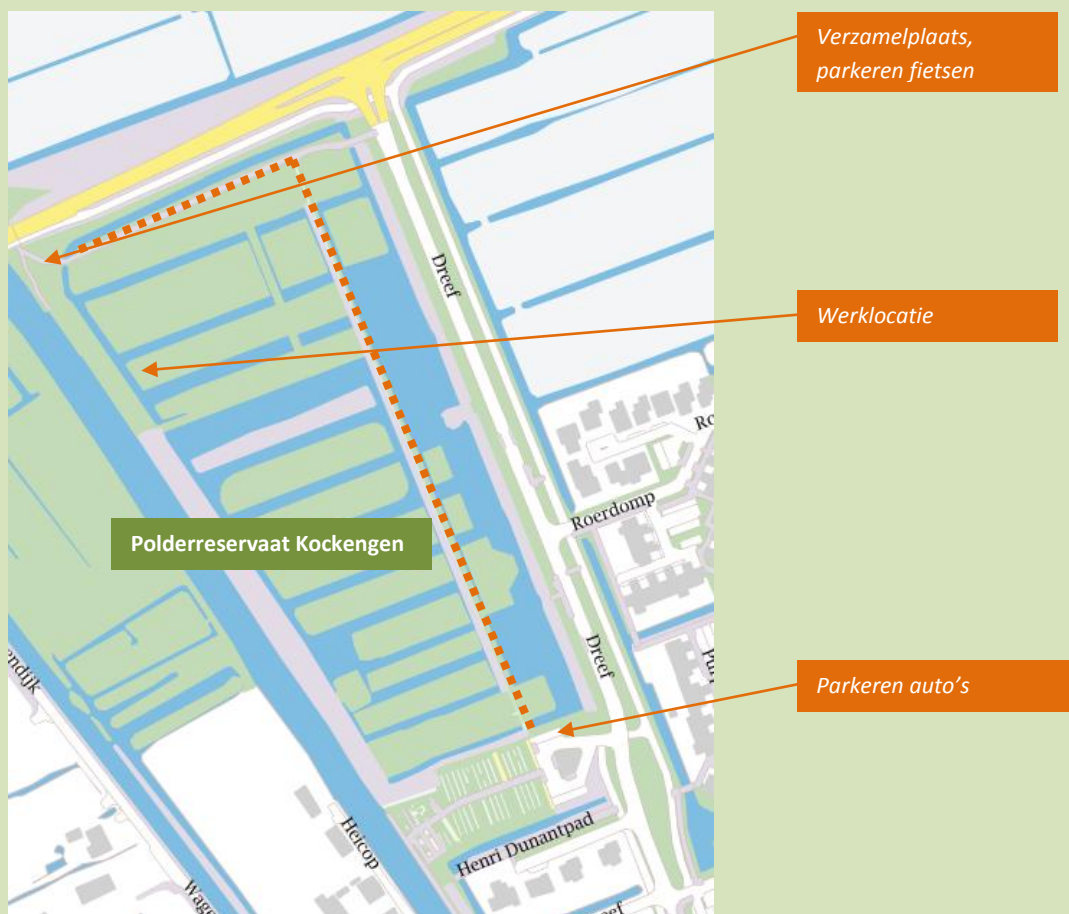 Verzamelplaats,
parkeren fietsen
Dreef
Werklocatie
Roerdomp
Polderreservaat Kockengen
Dreef
Parkeren auto's
Heicop
Henri Dunantpad